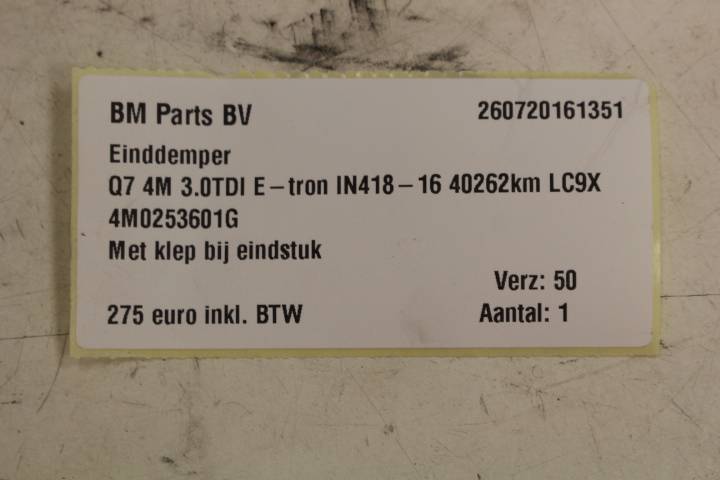 BM Parts BV 260720161351
Einddemper
Q7 4M 3.0TDI E-tron IN418-16 40262km LC9X
4M0253601G
Met klep bij eindstuk
Verz: 50
275 euro inkl. BTW Aantal: 1